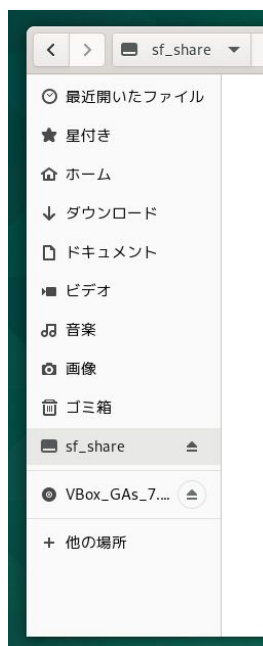 sf_share
最近開いたファイル
星付き
ホーム
ダウンロード
ドキュメント
ビデオ
音楽
画像
ゴミ箱
sf_share
VBox_GAs_7....
他の場所